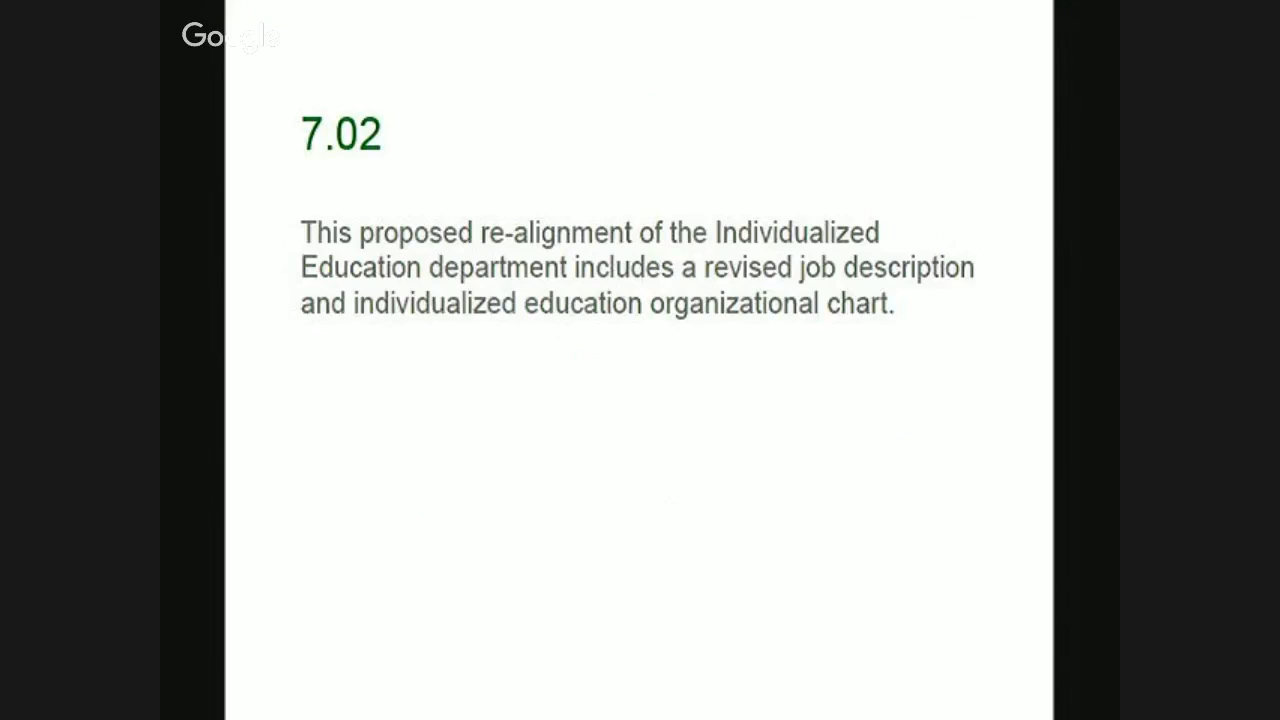 Google
7.02
This proposed re-alignment of the Individualized
Education department includes a revised job description
and individualized education organizational chart.